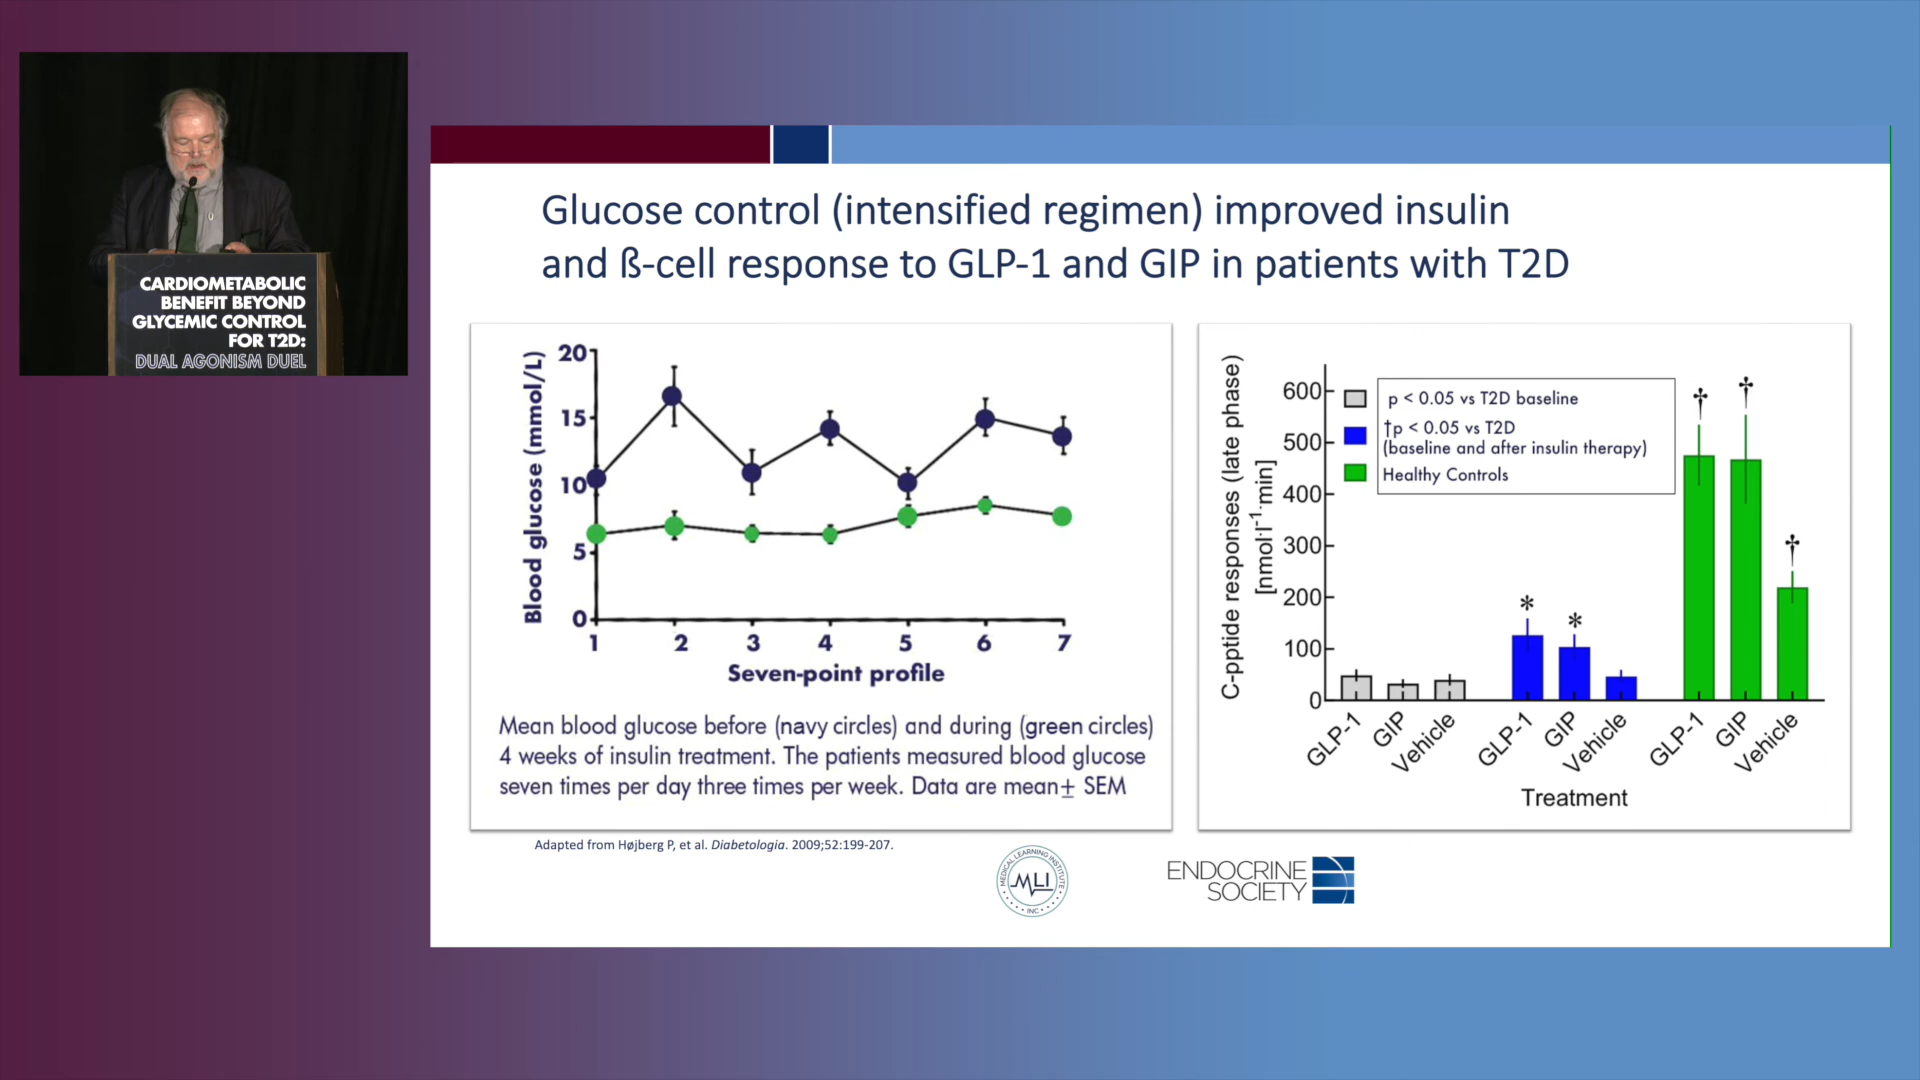 CARDIOMETABOLIC
BENEFIT BEYOND
GLYCEMIC CONTROL
FOR T2D:
DUAL AGONISM DUEL
Glucose control (intensified regimen) improved insulin
and ß-cell response to GLP-1 and GIP in patients with T2D
Blood glucose (mmol/L)
20
15
10
5
0
1 2 3 4 5 6 7
Seven-point profile
Mean blood glucose before (navy circles) and during (green circles)
4 weeks of insulin treatment. The patients measured blood glucose
seven times per day three times per week. Data are mean± SEM
C-pptide responses (late phase)
[nmol·l⁻¹·min]
600
500
400
300
200
100
0
p < 0.05 vs T2D baseline
†p < 0.05 vs T2D
(baseline and after insulin therapy)
Healthy Controls
* * † † †
GLP-1 GIP Vehicle GLP-1 GIP Vehicle GLP-1 GIP Vehicle
Treatment
Adapted from Højberg P, et al. Diabetologia. 2009;52:199-207.
MEDICAL LEARNING INSTITUTE
MLI
INC
ENDOCRINE
SOCIETY